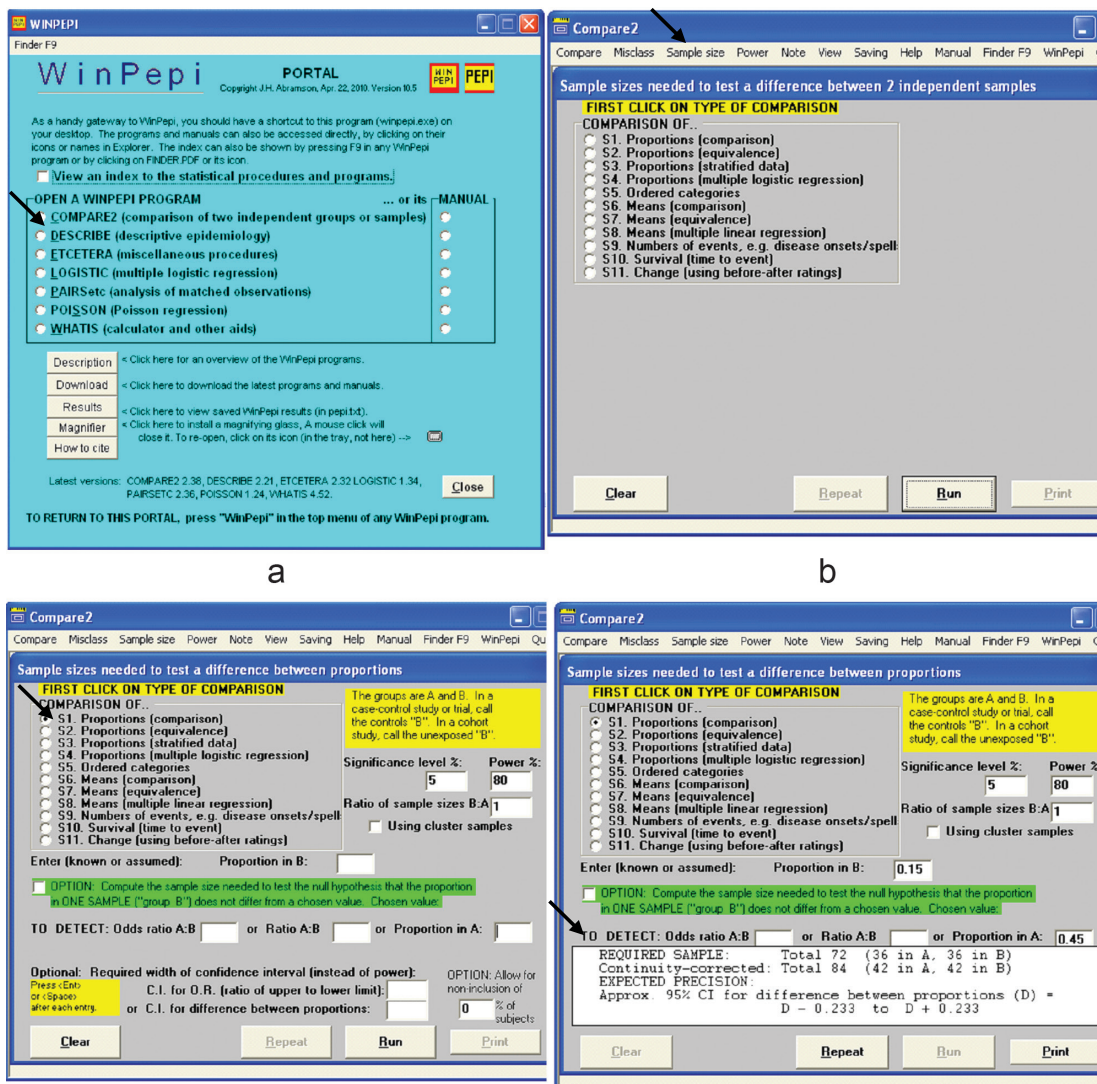 WINPEPI
Finder F9
WinPepi
PORTAL
Copyright J.H. Abramson, Apr. 22, 2010. Version 10.5
WIN PEPI
PEPI
As a handy gateway to WinPepi, you should have a shortcut to this program (winpepi.exe) on
your desktop. The programs and manuals can also be accessed directly, by clicking on their
icons or names in Explorer. The index can also be shown by pressing F9 in any WinPepi
program or by clicking on FINDER.PDF or its icon.
View an index to the statistical procedures and programs.
OPEN A WINPEPI PROGRAM ... or its MANUAL
COMPARE2 (comparison of two independent groups or samples)
DESCRIBE (descriptive epidemiology)
ETCETERA (miscellaneous procedures)
LOGISTIC (multiple logistic regression)
PAIRSetc (analysis of matched observations)
POISSON (Poisson regression)
WHATIS (calculator and other aids)
Description < Click here for an overview of the WinPepi programs.
Download < Click here to download the latest programs and manuals.
Results < Click here to view saved WinPepi results (in pepi.txt).
Magnifier < Click here to install a magnifying glass, A mouse click will
close it. To re-open, click on its icon (in the tray, not here) -->
How to cite
Latest versions: COMPARE2 2.38, DESCRIBE 2.21, ETCETERA 2.32 LOGISTIC 1.34,
PAIRSETC 2.36, POISSON 1.24, WHATIS 4.52.
Close
TO RETURN TO THIS PORTAL, press "WinPepi" in the top menu of any WinPepi program.
a
Compare2
Compare Misclass Sample size Power Note View Saving Help Manual Finder F9 WinPepi
Sample sizes needed to test a difference between 2 independent samples
FIRST CLICK ON TYPE OF COMPARISON
COMPARISON OF..
S1. Proportions (comparison)
S2. Proportions (equivalence)
S3. Proportions (stratified data)
S4. Proportions (multiple logistic regression)
S5. Ordered categories
S6. Means (comparison)
S7. Means (equivalence)
S8. Means (multiple linear regression)
S9. Numbers of events, e.g. disease onsets/spell
S10. Survival (time to event)
S11. Change (using before-after ratings)
Clear Repeat Run Print
b
Compare2
Compare Misclass Sample size Power Note View Saving Help Manual Finder F9 WinPepi Qu
Sample sizes needed to test a difference between proportions
FIRST CLICK ON TYPE OF COMPARISON
COMPARISON OF..
S1. Proportions (comparison)
S2. Proportions (equivalence)
S3. Proportions (stratified data)
S4. Proportions (multiple logistic regression)
S5. Ordered categories
S6. Means (comparison)
S7. Means (equivalence)
S8. Means (multiple linear regression)
S9. Numbers of events, e.g. disease onsets/spell
S10. Survival (time to event)
S11. Change (using before-after ratings)
The groups are A and B. In a
case-control study or trial, call
the controls "B". In a cohort
study, call the unexposed "B".
Significance level %: Power %:
5 80
Ratio of sample sizes B:A 1
Using cluster samples
Enter (known or assumed): Proportion in B:
OPTION: Compute the sample size needed to test the null hypothesis that the proportion
in ONE SAMPLE ("group B") does not differ from a chosen value. Chosen value:
TO DETECT: Odds ratio A:B or Ratio A:B or Proportion in A:
Optional: Required width of confidence interval (instead of power):
Press <Ent>
or <Space>
after each entry.
C.I. for O.R. (ratio of upper to lower limit):
or C.I. for difference between proportions:
OPTION: Allow for
non-inclusion of
0 % of
subjects
Clear Repeat Run Print
Compare2
Compare Misclass Sample size Power Note View Saving Help Manual Finder F9 WinPepi
Sample sizes needed to test a difference between proportions
FIRST CLICK ON TYPE OF COMPARISON
COMPARISON OF..
S1. Proportions (comparison)
S2. Proportions (equivalence)
S3. Proportions (stratified data)
S4. Proportions (multiple logistic regression)
S5. Ordered categories
S6. Means (comparison)
S7. Means (equivalence)
S8. Means (multiple linear regression)
S9. Numbers of events, e.g. disease onsets/spell
S10. Survival (time to event)
S11. Change (using before-after ratings)
The groups are A and B. In a
case-control study or trial, call
the controls "B". In a cohort
study, call the unexposed "B".
Significance level %: Power %
5 80
Ratio of sample sizes B:A 1
Using cluster samples
Enter (known or assumed): Proportion in B: 0.15
OPTION: Compute the sample size needed to test the null hypothesis that the proportion
in ONE SAMPLE ("group B") does not differ from a chosen value. Chosen value:
TO DETECT: Odds ratio A:B or Ratio A:B or Proportion in A: 0.45
REQUIRED SAMPLE: Total 72 (36 in A, 36 in B)
Continuity-corrected: Total 84 (42 in A, 42 in B)
EXPECTED PRECISION:
Approx. 95% CI for difference between proportions (D) =
D - 0.233 to D + 0.233
Clear Repeat Run Print